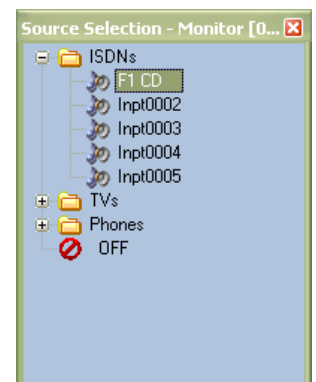 Source Selection - Monitor [0...
ISDNs
F1 CD
Inpt0002
Inpt0003
Inpt0004
Inpt0005
TVs
Phones
OFF